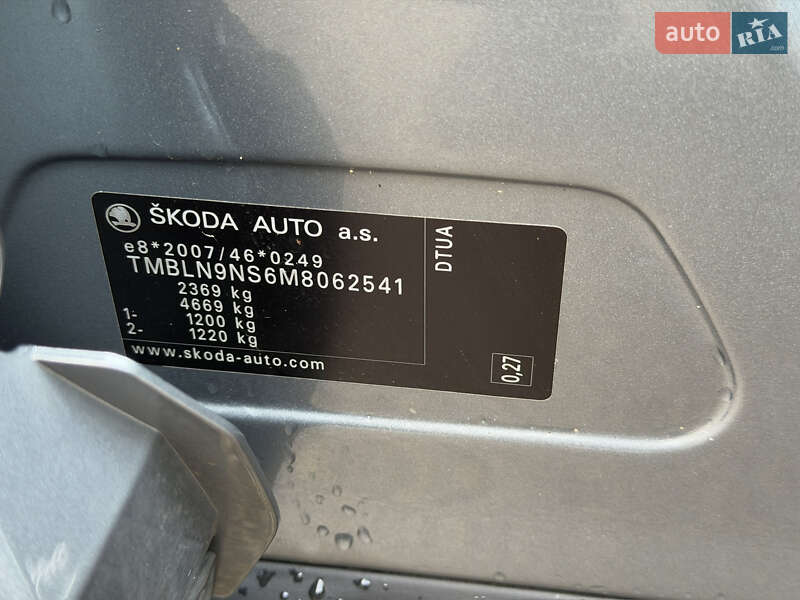 auto RIA .com
ŠKODA AUTO a.s.
e8*2007/46*0249
TMBLN9NS6M8062541
2369 kg
4669 kg
1- 1200 kg
2- 1220 kg
www.skoda-auto.com
DTUA
0,27